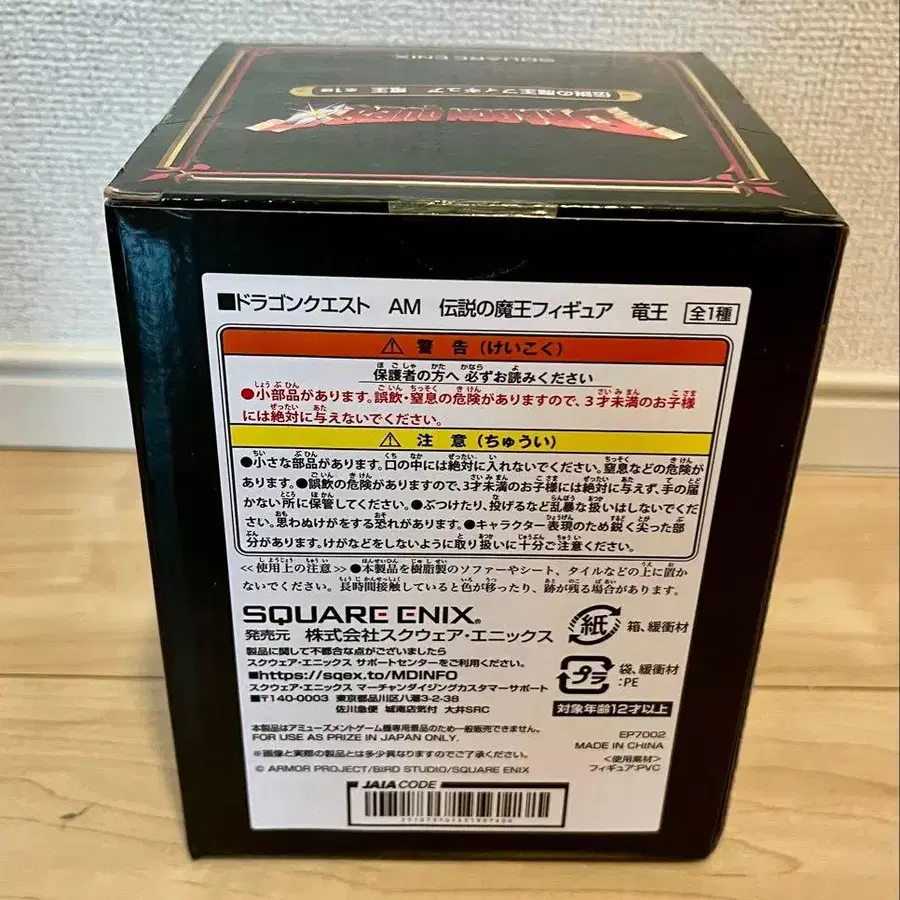 SQUARE ENIX
伝説の魔王フィギュア 竜王 全1種
DRAGON QUEST
■ドラゴンクエスト AM 伝説の魔王フィギュア 竜王 全1種
⚠ 警告(けいこく)
保護者の方へ 必ずお読みください
●小部品があります。誤飲・窒息の危険がありますので、3才未満のお子様
には絶対に与えないでください。
⚠ 注意(ちゅうい)
●小さな部品があります。口の中には絶対に入れないでください。窒息などの危険が
あります。●誤飲の危険がありますので、3才未満のお子様には絶対に与えず、手の届
かない所に保管してください。●ぶつけたり、投げるなど乱暴な扱いはしないでくだ
さい。思わぬけがをする恐れがあります。●キャラクター表現のため鋭く尖った部
分があります。けがなどをしないように取り扱いに十分ご注意ください。
≪使用上の注意≫●本製品を樹脂製のソファーやシート、タイルなどの上に置か
ないでください。長時間接触していると色が移ったり、跡が残る場合があります。
SQUARE ENIX®
発売元 株式会社スクウェア・エニックス
製品に関して不都合な点がございましたら
スクウェア・エニックス サポートセンターをご利用ください。
■https://sqex.to/MDINFO
スクウェア・エニックス マーチャンダイジングカスタマーサポート
■〒140-0003 東京都品川区八潮3-2-38
佐川急便 城南店気付 大井SRC
本製品はアミューズメントゲーム機専用景品のため一般販売できません。
FOR USE AS PRIZE IN JAPAN ONLY.
※画像と実際の製品とは多少異なりますのでご了承ください。
© ARMOR PROJECT/BIRD STUDIO/SQUARE ENIX
紙 箱、緩衝材
プラ 袋、緩衝材
:PE
対象年齢12才以上
EP7002
MADE IN CHINA
<使用素材>
フィギュア:PVC
JAIA CODE